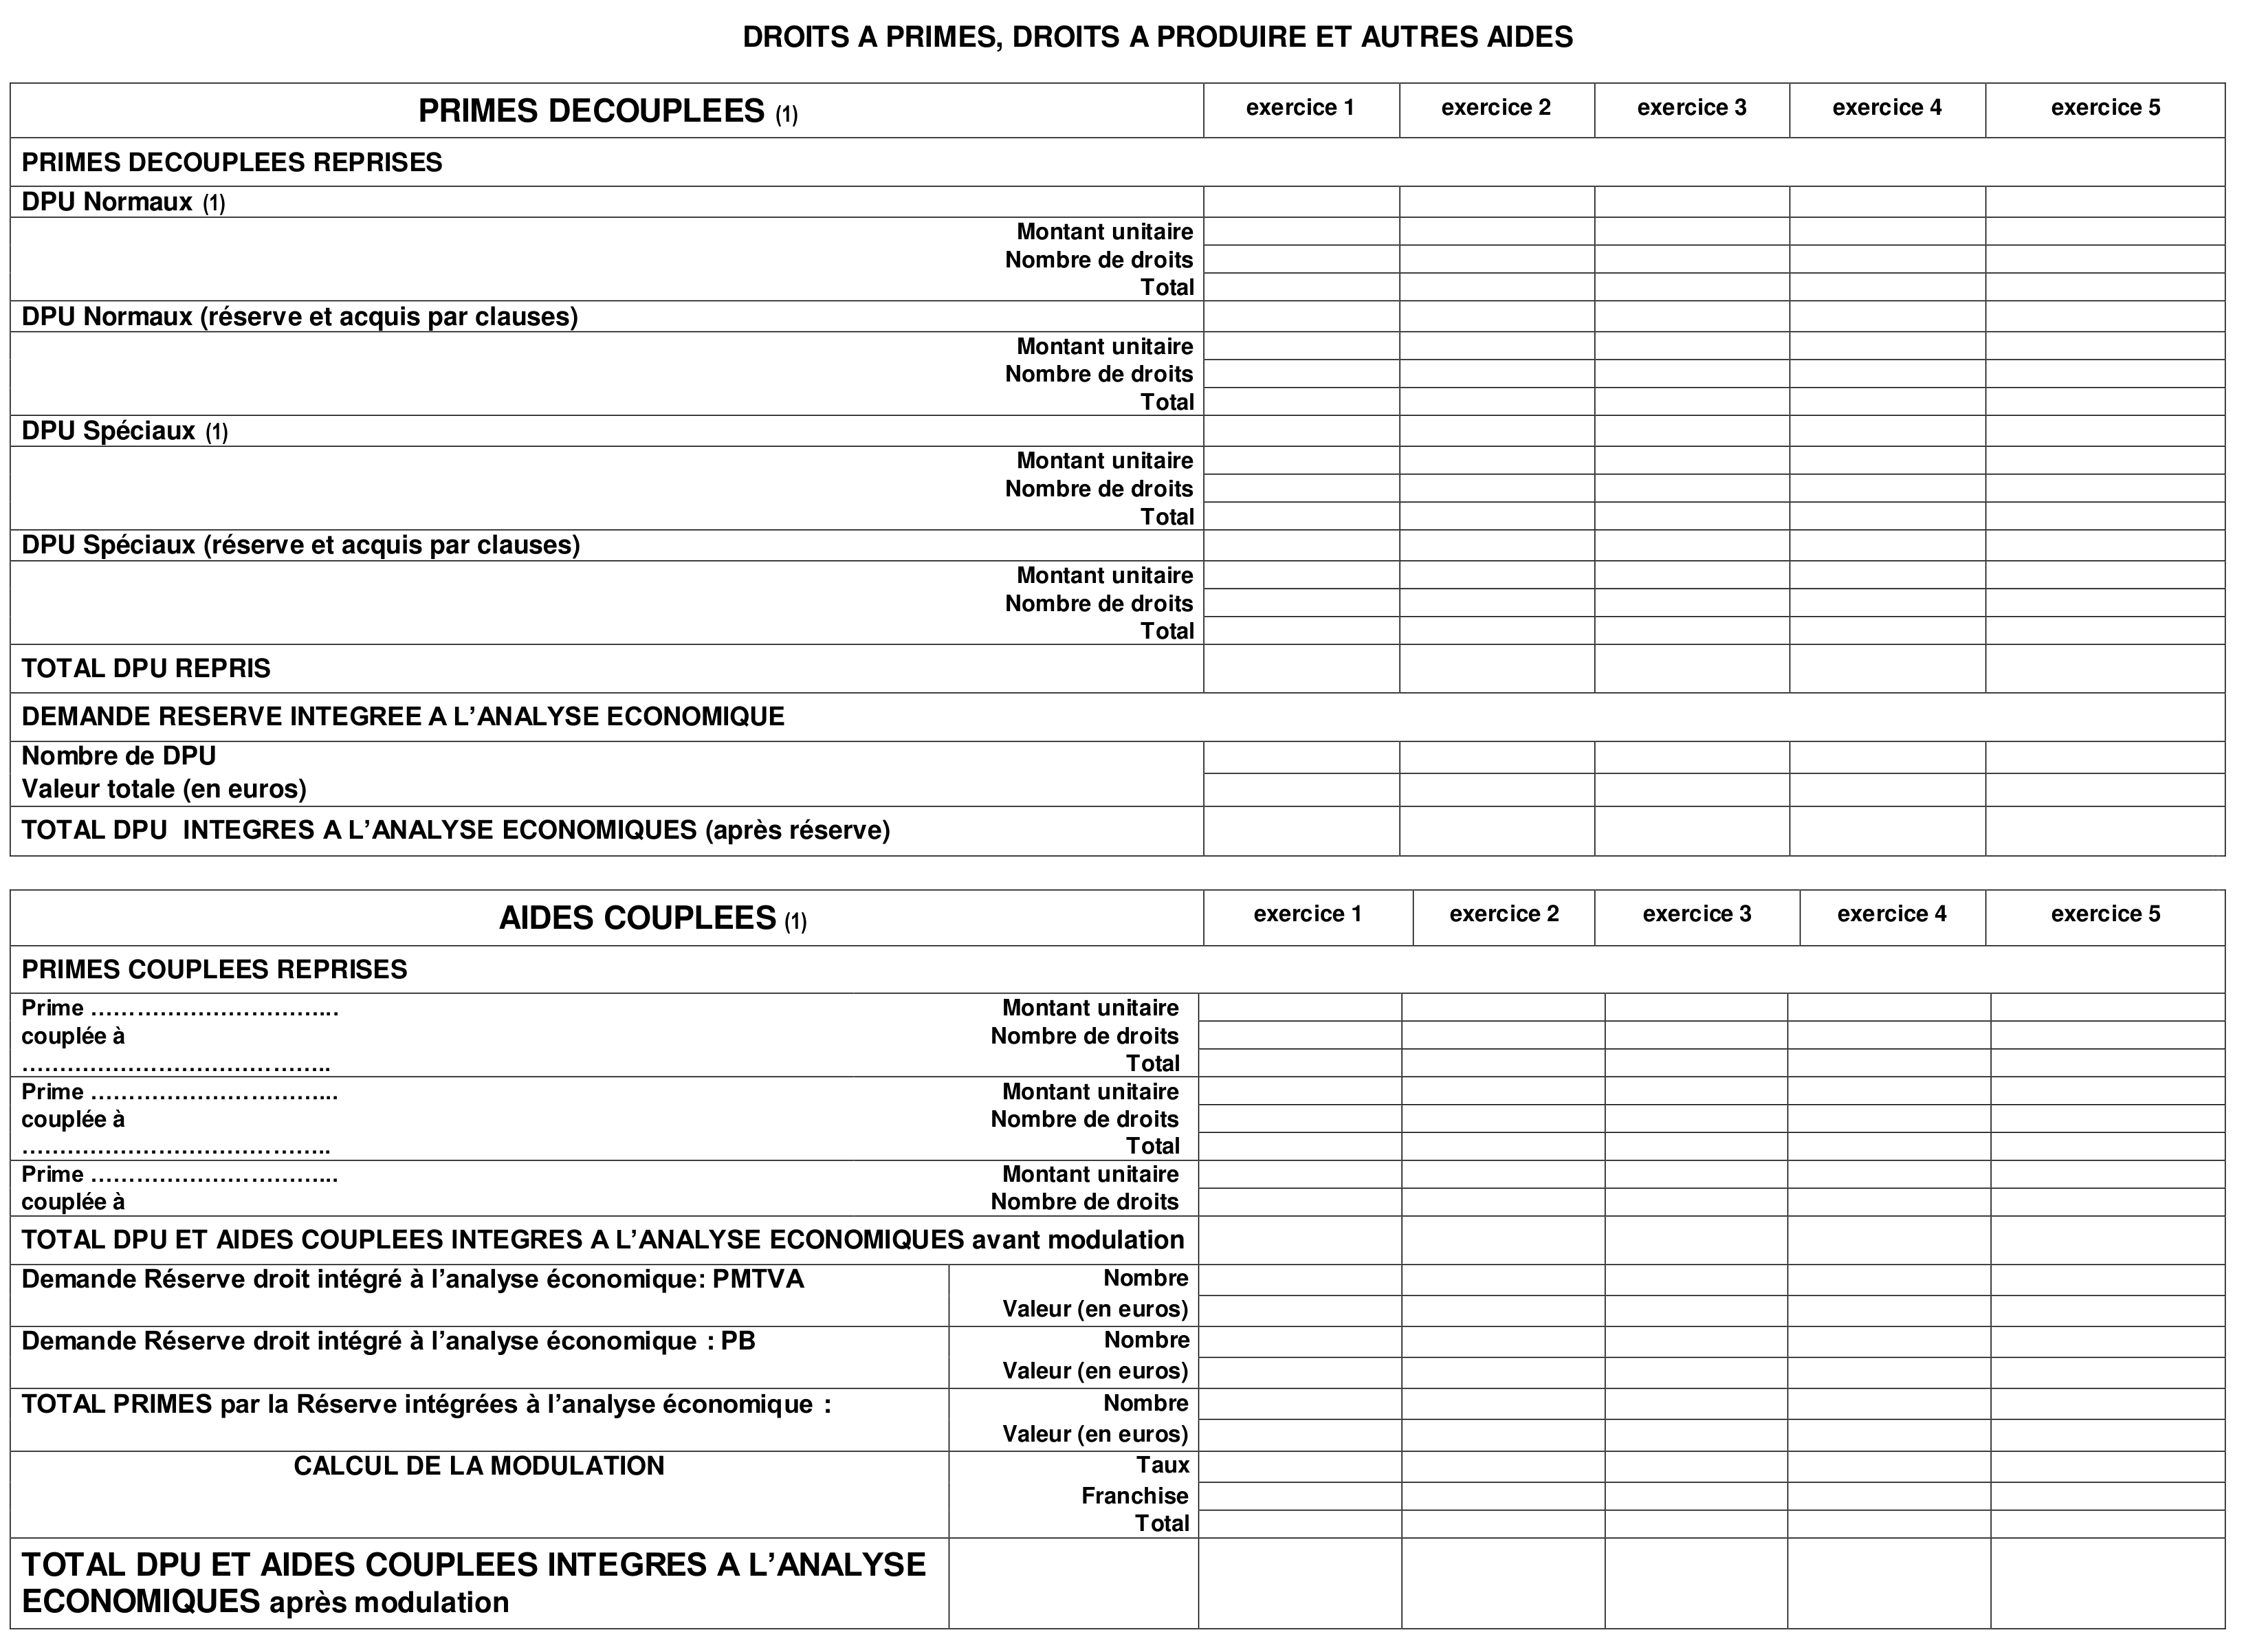 DROITS A PRIMES, DROITS A PRODUIRE ET AUTRES AIDES
PRIMES DECOUPLEES (1) exercice 1 exercice 2 exercice 3 exercice 4 exercice 5
PRIMES DECOUPLEES REPRISES
DPU Normaux (1)
Montant unitaire
Nombre de droits
Total
DPU Normaux (réserve et acquis par clauses)
Montant unitaire
Nombre de droits
Total
DPU Spéciaux (1)
Montant unitaire
Nombre de droits
Total
DPU Spéciaux (réserve et acquis par clauses)
Montant unitaire
Nombre de droits
Total
TOTAL DPU REPRIS
DEMANDE RESERVE INTEGREE A L’ANALYSE ECONOMIQUE
Nombre de DPU
Valeur totale (en euros)
TOTAL DPU  INTEGRES A L’ANALYSE ECONOMIQUES (après réserve)
AIDES COUPLEES (1) exercice 1 exercice 2 exercice 3 exercice 4 exercice 5
PRIMES COUPLEES REPRISES
Prime ………………………….. Montant unitaire
couplée à Nombre de droits
………………………………….. Total
Prime ………………………….. Montant unitaire
couplée à Nombre de droits
………………………………….. Total
Prime ………………………….. Montant unitaire
couplée à Nombre de droits
TOTAL DPU ET AIDES COUPLEES INTEGRES A L’ANALYSE ECONOMIQUES avant modulation
Demande Réserve droit intégré à l’analyse économique: PMTVA Nombre
Valeur (en euros)
Demande Réserve droit intégré à l’analyse économique : PB Nombre
Valeur (en euros)
TOTAL PRIMES par la Réserve intégrées à l’analyse économique : Nombre
Valeur (en euros)
CALCUL DE LA MODULATION Taux
Franchise
Total
TOTAL DPU ET AIDES COUPLEES INTEGRES A L’ANALYSE
ECONOMIQUES après modulation